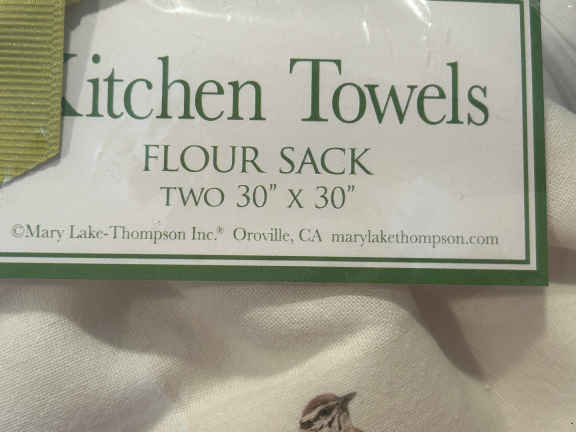 Kitchen Towels
FLOUR SACK
TWO 30” X 30”
©Mary Lake-Thompson Inc.® Oroville, CA marylakethompson.com